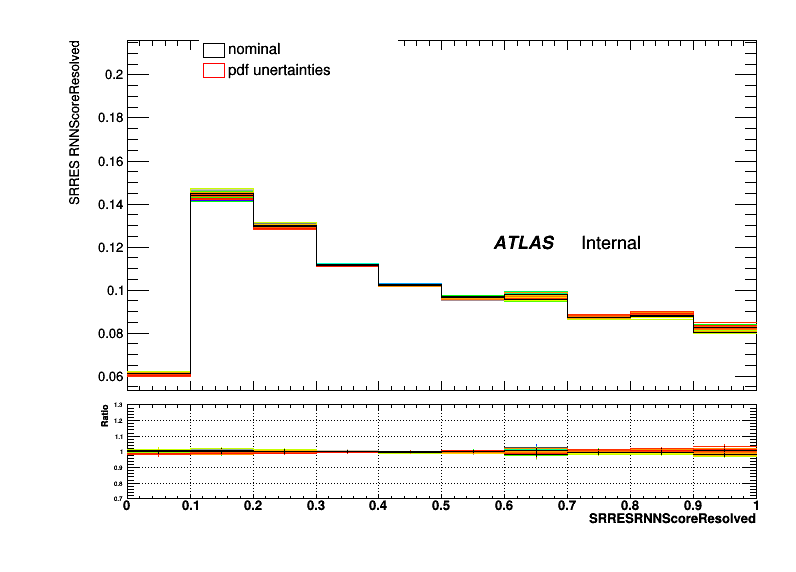 nominal
pdf unertainties
SRRES RNNScoreResolved
0.2
0.18
0.16
0.14
0.12
0.1
0.08
0.06
ATLAS Internal
Ratio
1.3
1.2
1.1
1
0.9
0.8
0.7
0 0.1 0.2 0.3 0.4 0.5 0.6 0.7 0.8 0.9 1
SRRESRNNScoreResolved